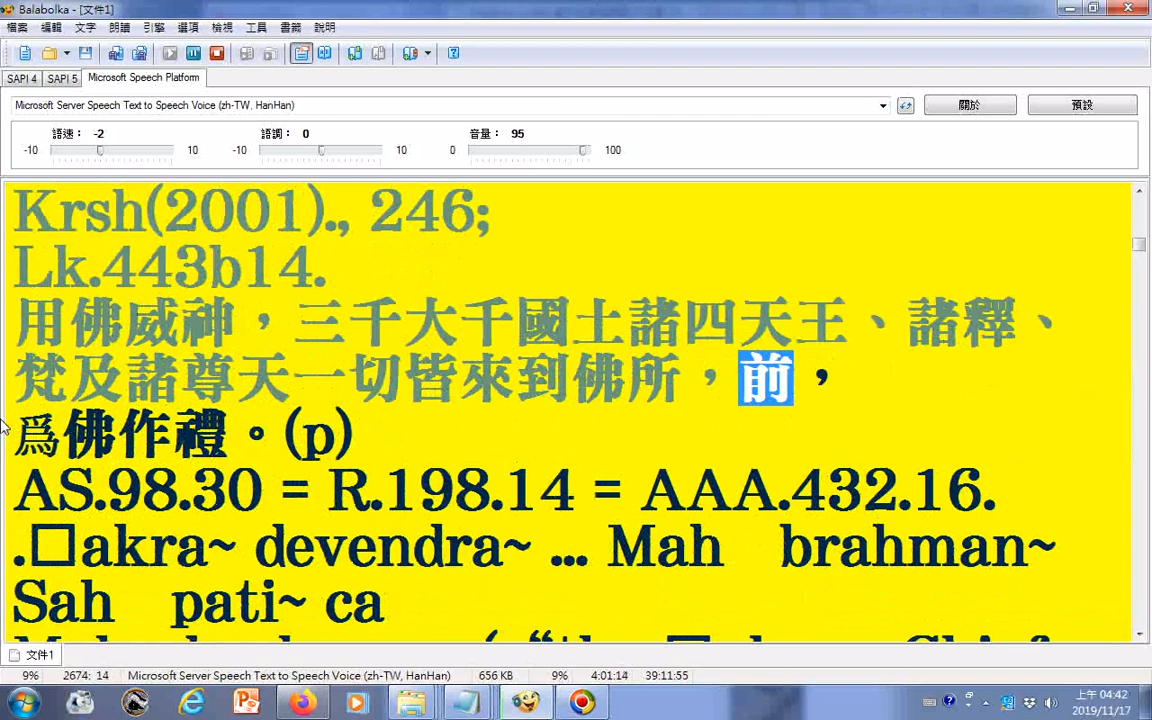 Balabolka - [文件1]
檔案 編輯 文字 朗讀 引擎 選項 檢視 工具 書籤 說明
SAPI 4 SAPI 5 Microsoft Speech Platform
Microsoft Server Speech Text to Speech Voice (zh-TW, HanHan) 關於 預設
語速： -2 語調： 0 音量： 95
-10 10 -10 10 0 100
Krsh(2001)., 246;
Lk.443b14.
用佛威神，三千大千國土諸四天王、諸釋、
梵及諸尊天一切皆來到佛所，前，
爲佛作禮。(p)
AS.98.30 = R.198.14 = AAA.432.16.
.□akra~ devendra~ ... Mah brahman~
Sah pati~ ca
文件1
9% 2674: 14 Microsoft Server Speech Text to Speech Voice (zh-TW, HanHan) 656 KB 9% 4:01:14 39:11:55
上午 04:42
2019/11/17